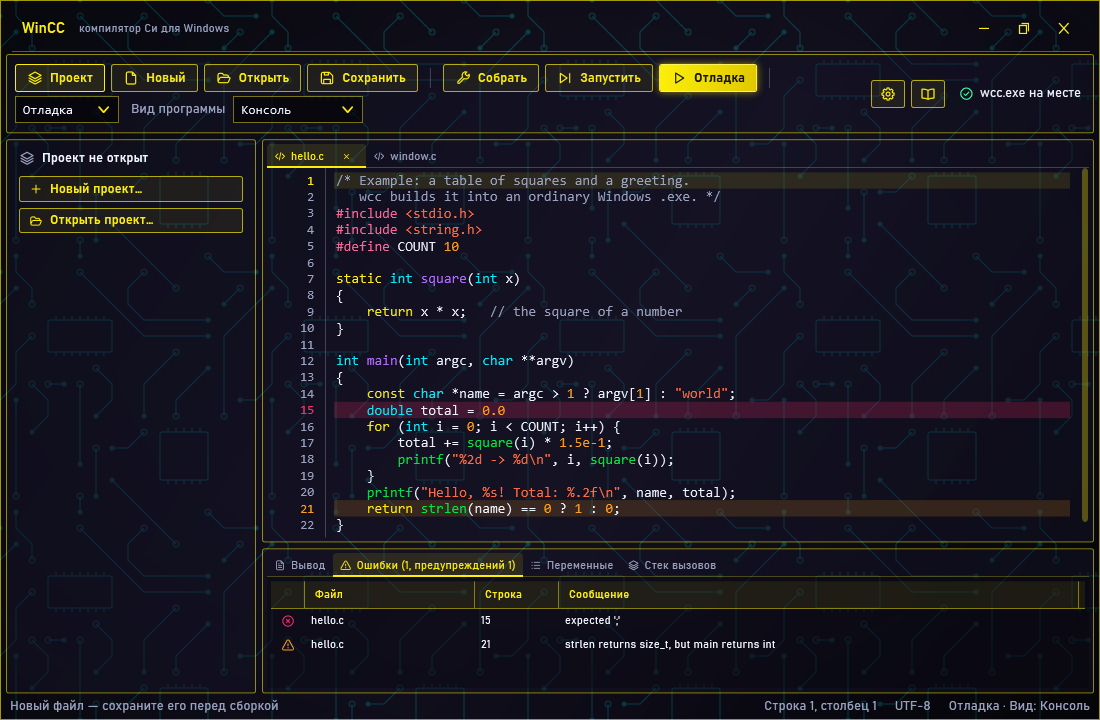 WinCC компилятор Си для Windows
Проект Новый Открыть Сохранить Собрать Запустить Отладка
Отладка Вид программы Консоль
wcc.exe на месте
Проект не открыт
+ Новый проект…
Открыть проект…
hello.c × window.c
1 /* Example: a table of squares and a greeting.
2    wcc builds it into an ordinary Windows .exe. */
3 #include <stdio.h>
4 #include <string.h>
5 #define COUNT 10
6
7 static int square(int x)
8 {
9     return x * x;   // the square of a number
10 }
11
12 int main(int argc, char **argv)
13 {
14     const char *name = argc > 1 ? argv[1] : "world";
15     double total = 0.0
16     for (int i = 0; i < COUNT; i++) {
17         total += square(i) * 1.5e-1;
18         printf("%2d -> %d\n", i, square(i));
19     }
20     printf("Hello, %s! Total: %.2f\n", name, total);
21     return strlen(name) == 0 ? 1 : 0;
22 }
Вывод Ошибки (1, предупреждений 1) Переменные Стек вызовов
Файл Строка Сообщение
hello.c 15 expected ';'
hello.c 21 strlen returns size_t, but main returns int
Новый файл — сохраните его перед сборкой Строка 1, столбец 1 UTF-8 Отладка · Вид: Консоль